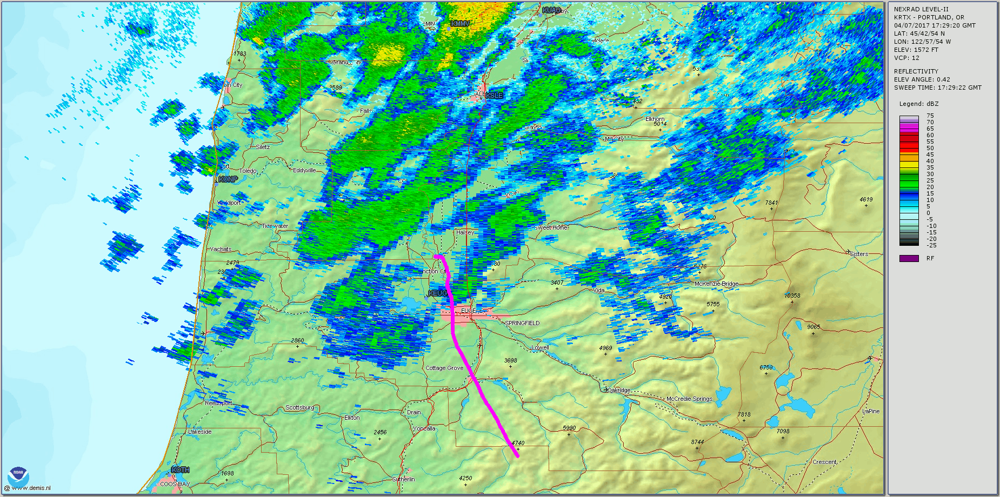 NEXRAD LEVEL-II
KRTX - PORTLAND, OR
04/07/2017 17:29:20 GMT
LAT: 45/42/54 N
LON: 122/57/54 W
ELEV: 1572 FT
VCP: 12
REFLECTIVITY
ELEV ANGLE: 0.42
SWEEP TIME: 17:29:22 GMT
Legend: dBZ
75
70
65
60
55
50
45
40
35
30
25
20
15
10
5
0
-5
-10
-15
-20
-25
RF
KUAO
KMMV
1783
3589
KSLE
Falls
Elkhorn
5014
Mill City
Siletz
Toledo
Eddyville
KONP
Waldport
7841
4619
Tidewater
Sweet Home
Halsey
Yachats
Sisters
2479
3407
McKenzie Bridge
KEUG
Vida
4920
10358
5755
EUGE
SPRINGFIELD
9065
2860
Lowell
4969
3698
Cottage Grove
6759
Oakridge
McCredie Springs
Reedsport
Scottsburg
Drain
LaPine
Elkton
7818
Yoncalla
5990
Lakeside
2456
7098
4740
8744
Crescent
KOTH
1698
4250
Sutherlin
COOS BAY
NOAA
@ www.demis.nl